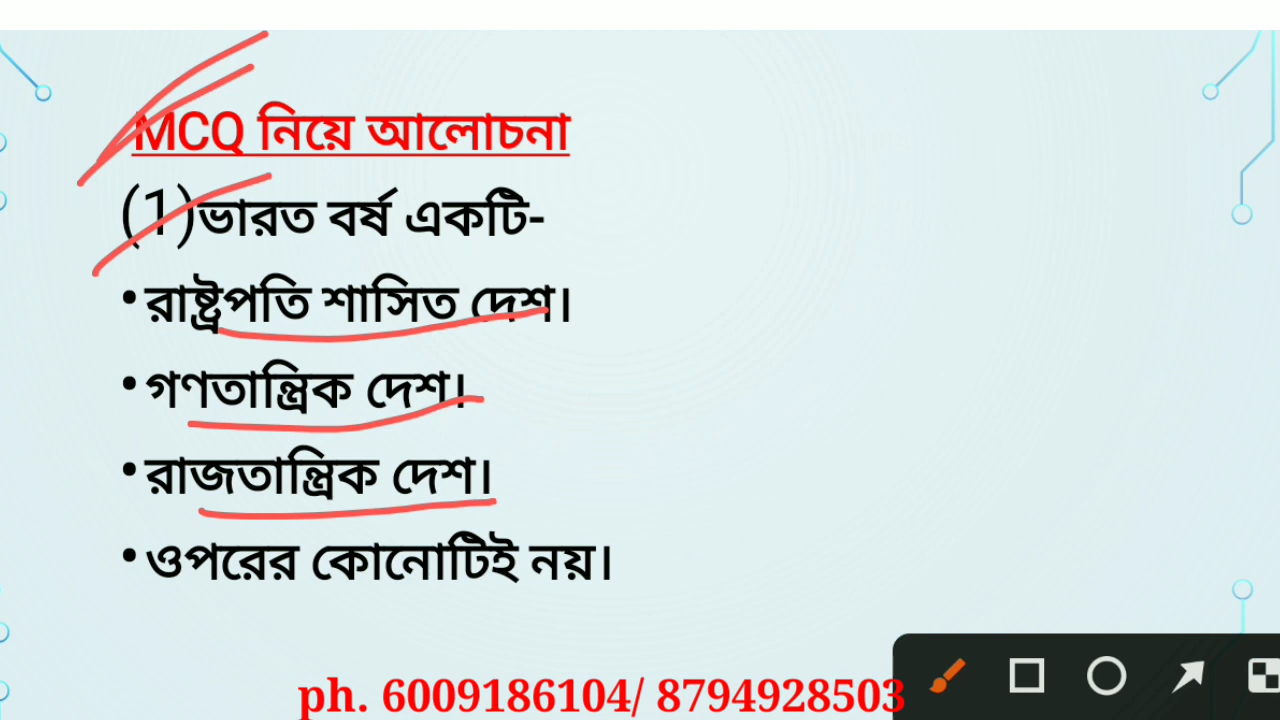 MCQ নিয়ে আলোচনা
(1)ভারত বর্ষ একটি-
•রাষ্ট্রপতি শাসিত দেশ।
•গণতান্ত্রিক দেশ।
•রাজতান্ত্রিক দেশ।
•ওপরের কোনোটিই নয়।
ph. 6009186104/ 8794928503